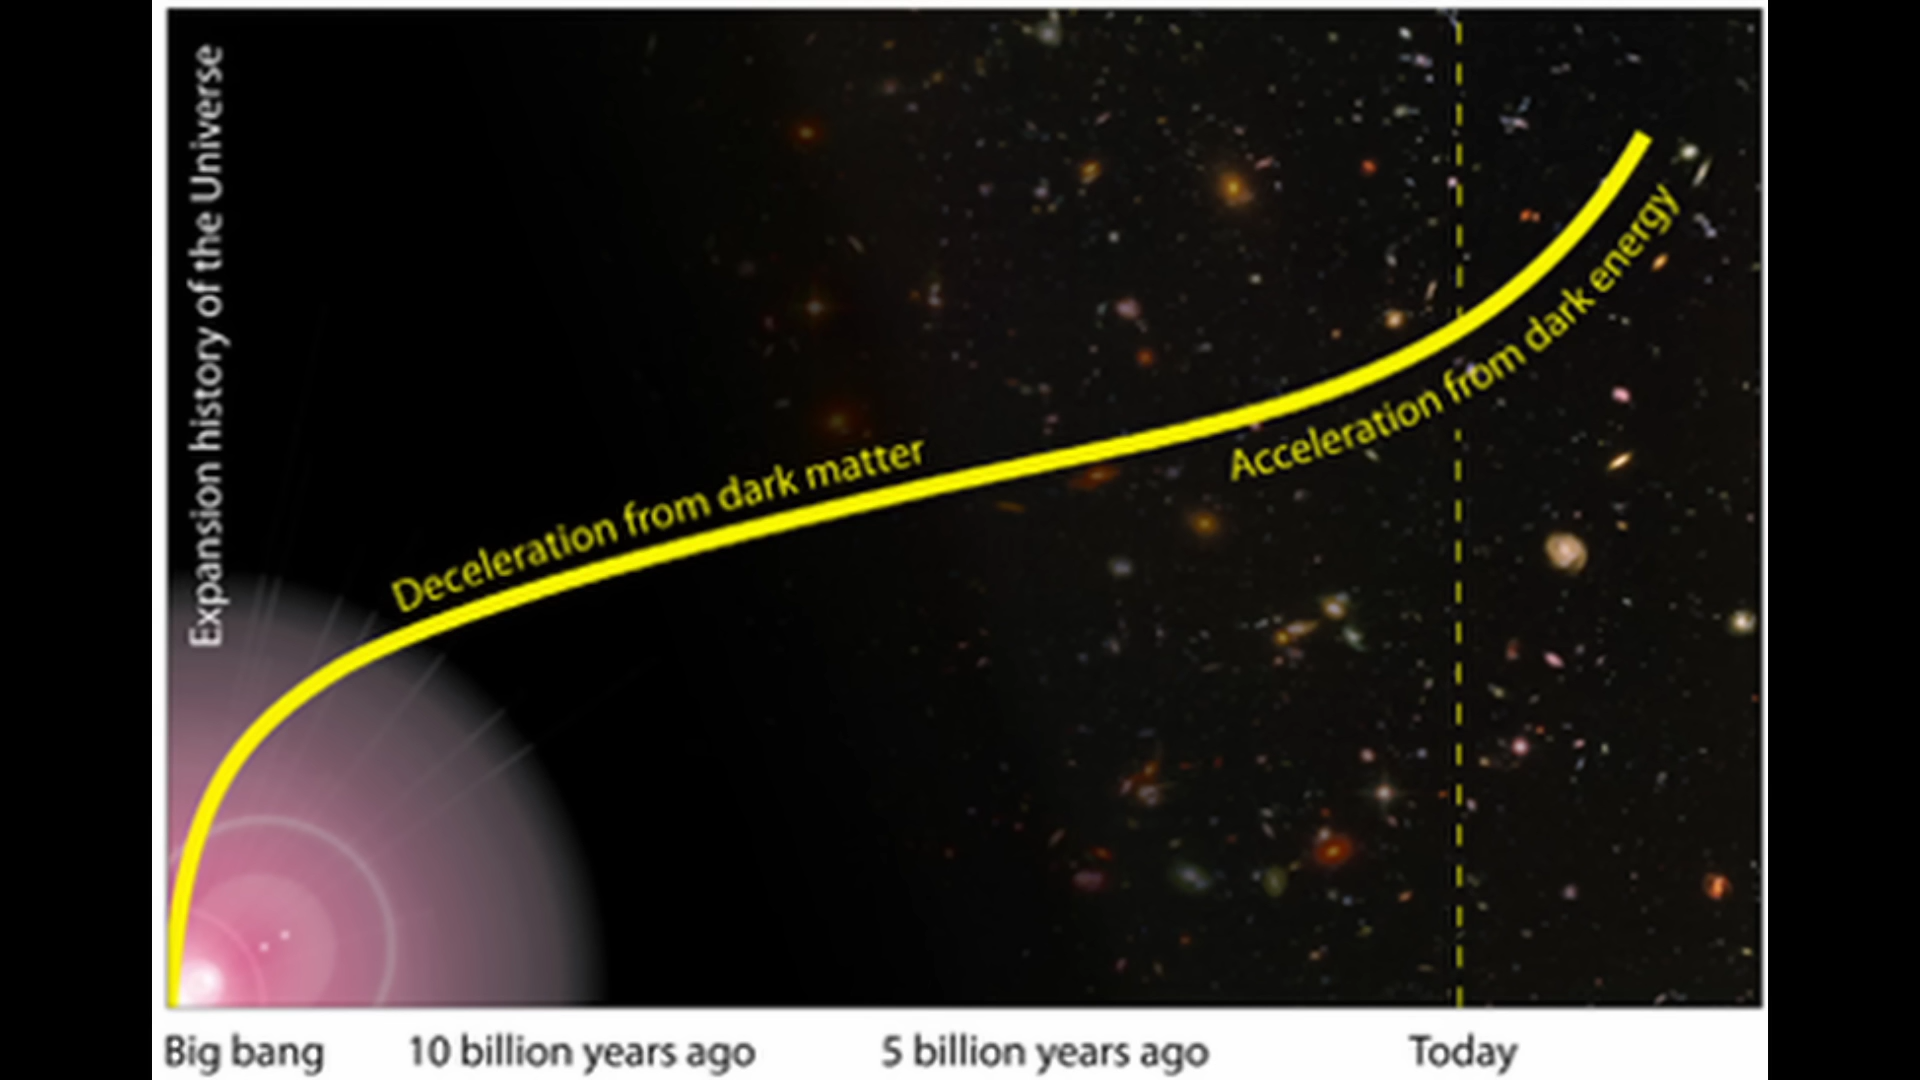 Expansion history of the Universe
Deceleration from dark matter
Acceleration from dark energy
Big bang
10 billion years ago
5 billion years ago
Today